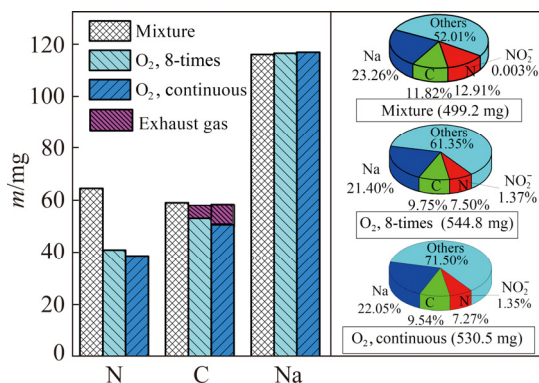 m/mg
120
100
80
60
40
20
0
N
C
Na
Mixture
O₂, 8-times
O₂, continuous
Exhaust gas
Others
52.01%
Na
23.26%
C
11.82%
N
12.91%
NO₂⁻
0.003%
Mixture (499.2 mg)
Others
61.35%
Na
21.40%
C
9.75%
N
7.50%
NO₂⁻
1.37%
O₂, 8-times (544.8 mg)
Others
71.50%
Na
22.05%
C
9.54%
N
7.27%
NO₂⁻
1.35%
O₂, continuous (530.5 mg)